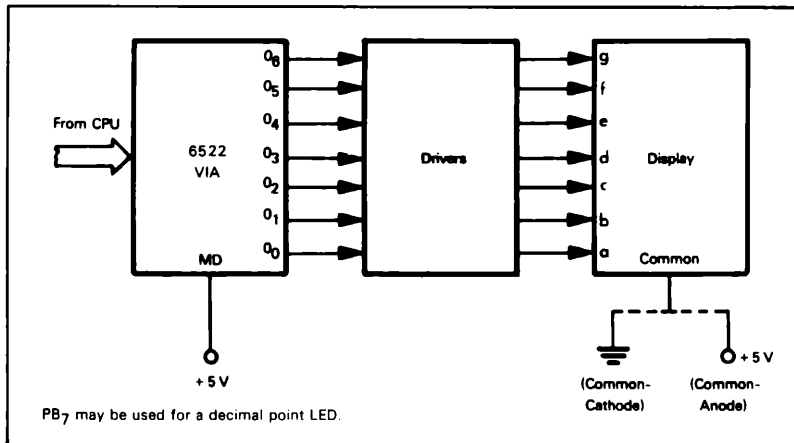 From CPU
6522
VIA
MD
+ 5 V
O6
O5
O4
O3
O2
O1
O0
Drivers
g
f
e
d
c
b
a
Display
Common
(Common-
Cathode)
+ 5 V
(Common-
Anode)
PB7 may be used for a decimal point LED.